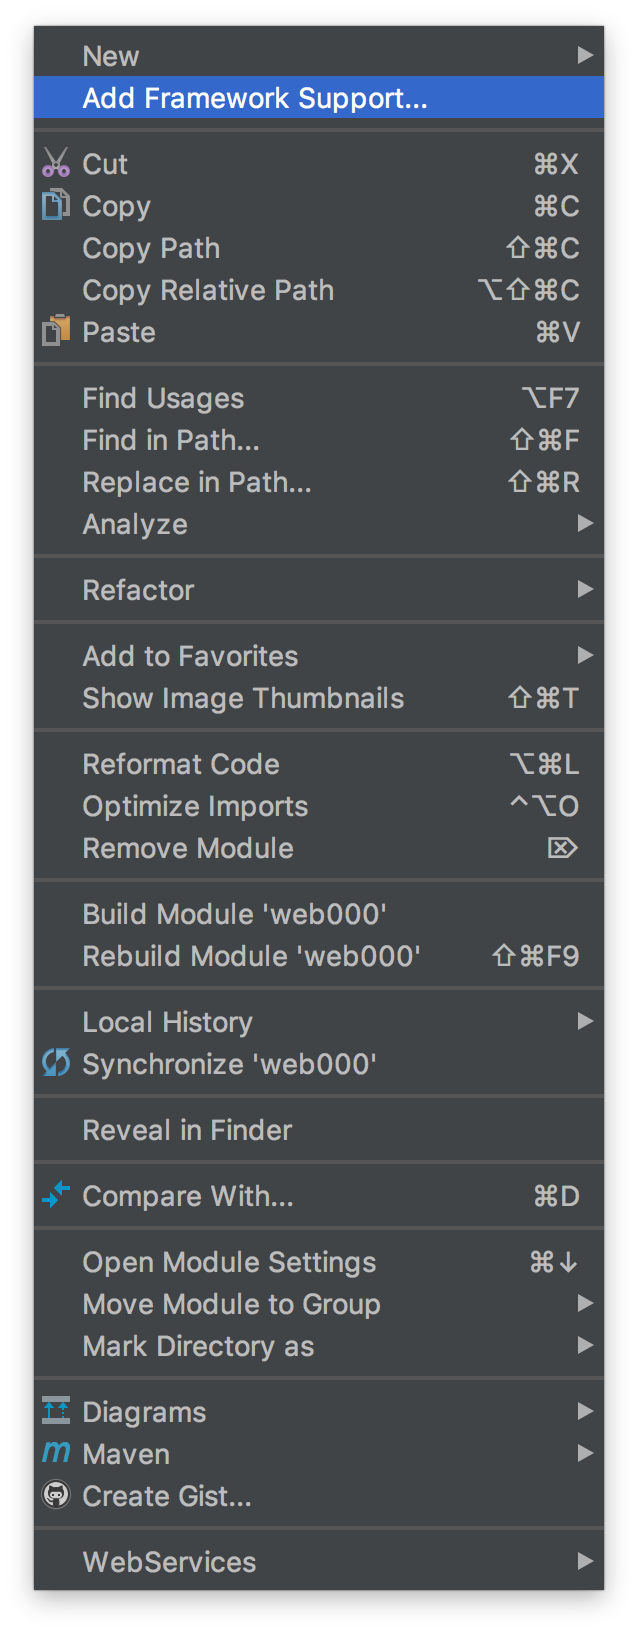 New
Add Framework Support...
Cut ⌘X
Copy ⌘C
Copy Path ⇧⌘C
Copy Relative Path ⌥⇧⌘C
Paste ⌘V
Find Usages ⌥F7
Find in Path... ⇧⌘F
Replace in Path... ⇧⌘R
Analyze
Refactor
Add to Favorites
Show Image Thumbnails ⇧⌘T
Reformat Code ⌥⌘L
Optimize Imports ^⌥O
Remove Module ⌦
Build Module 'web000'
Rebuild Module 'web000' ⇧⌘F9
Local History
Synchronize 'web000'
Reveal in Finder
Compare With... ⌘D
Open Module Settings ⌘↓
Move Module to Group
Mark Directory as
Diagrams
m Maven
Create Gist...
WebServices